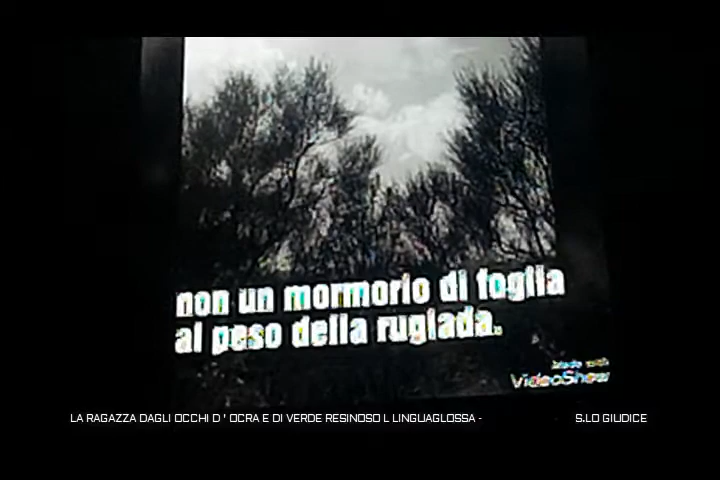 non un mormorio di foglia
al peso della rugiada.
Made with
VideoShow
LA RAGAZZA DAGLI OCCHI D ' OCRA E DI VERDE RESINOSO L LINGUAGLOSSA - S.LO GIUDICE